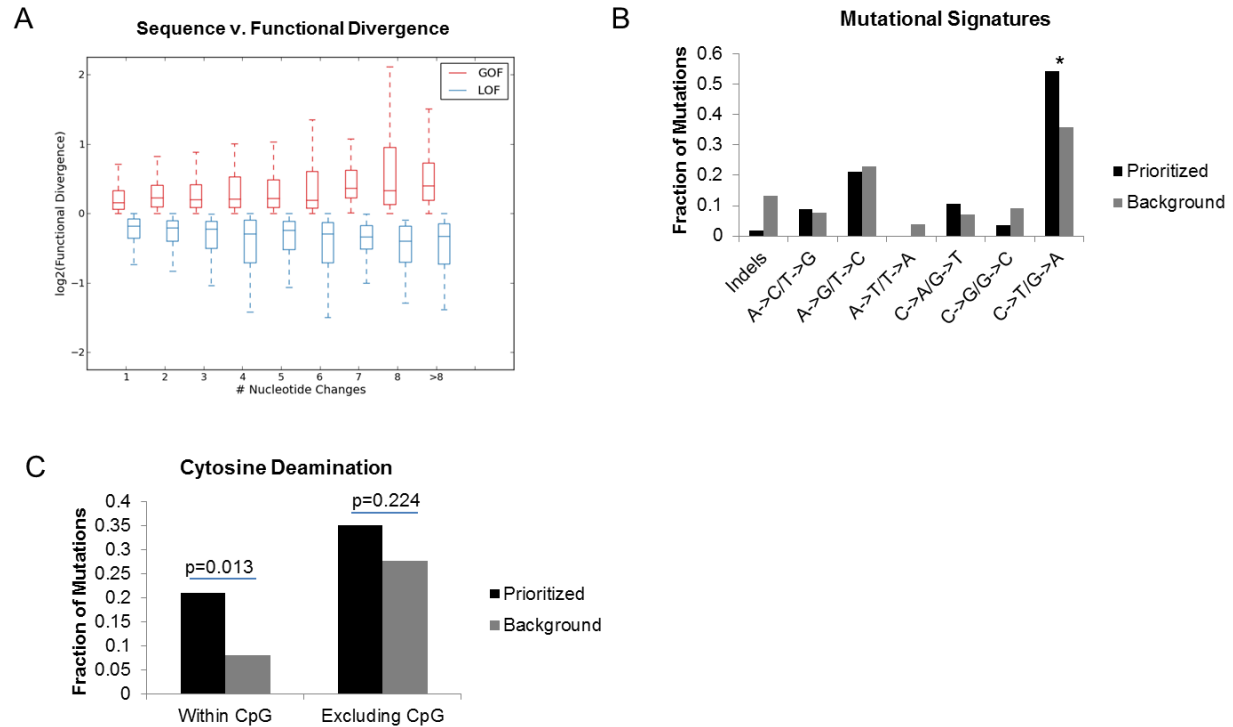 A
Sequence v. Functional Divergence
GOF
LOF
2
1
0
−1
−2
log2(Functional Divergence)
1 2 3 4 5 6 7 8 >8
# Nucleotide Changes
B
Mutational Signatures
0.6
0.5
0.4
0.3
0.2
0.1
0
Fraction of Mutations
*
Indels
A->C/T->G
A->G/T->C
A->T/T->A
C->A/G->T
C->G/G->C
C->T/G->A
Prioritized
Background
C
Cytosine Deamination
0.4
0.35
0.3
0.25
0.2
0.1
0.1
0.05
0
Fraction of Mutations
p=0.013
p=0.224
Within CpG
Excluding CpG
Prioritized
Background